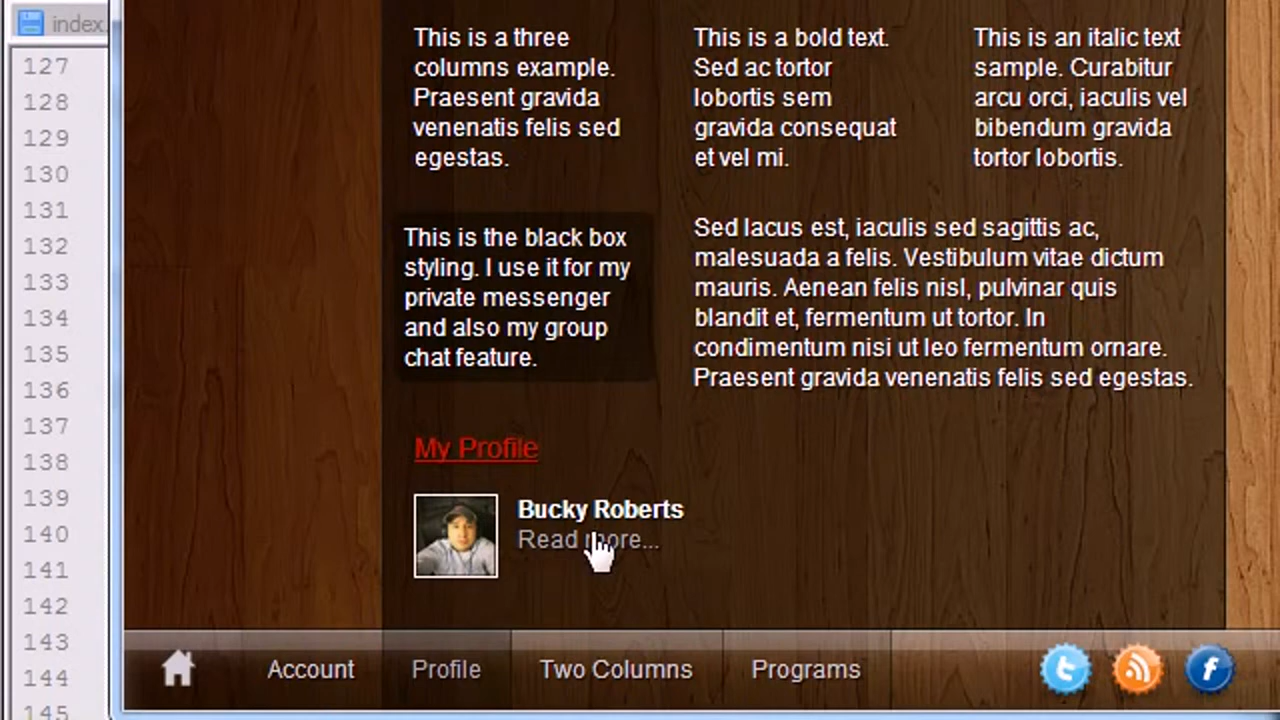 index.
127
128
129
130
131
132
133
134
135
136
137
138
139
140
141
142
143
144
145
This is a three
columns example.
Praesent gravida
venenatis felis sed
egestas.
This is a bold text.
Sed ac tortor
lobortis sem
gravida consequat
et vel mi.
This is an italic text
sample. Curabitur
arcu orci, iaculis vel
bibendum gravida
tortor lobortis.
This is the black box
styling. I use it for my
private messenger
and also my group
chat feature.
Sed lacus est, iaculis sed sagittis ac,
malesuada a felis. Vestibulum vitae dictum
mauris. Aenean felis nisl, pulvinar quis
blandit et, fermentum ut tortor. In
condimentum nisi ut leo fermentum ornare.
Praesent gravida venenatis felis sed egestas.
My Profile
Bucky Roberts
Read more...
Account
Profile
Two Columns
Programs